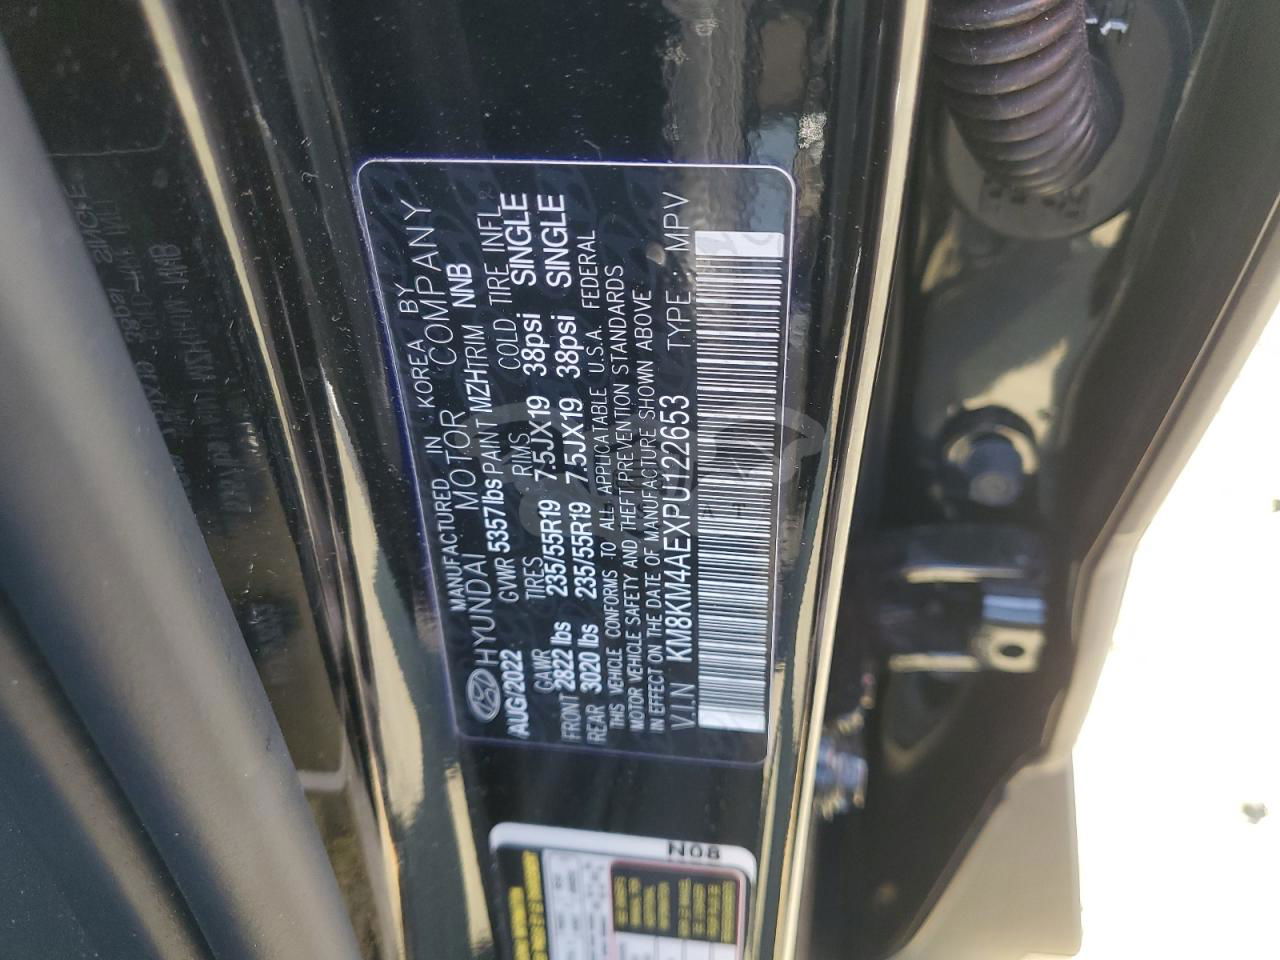 MANUFACTURED IN KOREA BY
HYUNDAI MOTOR COMPANY
AUG/2022 GVWR 5357lbs PAINT MZH TRIM NNB
GAWR TIRES RIMS COLD TIRE INFL
FRONT 2822 lbs 235/55R19 7.5JX19 38psi SINGLE
REAR 3020 lbs 235/55R19 7.5JX19 38psi SINGLE
THIS VEHICLE CONFORMS TO ALL APPLICATABLE U.S.A. FEDERAL
MOTOR VEHICLE SAFETY AND THEFT PREVENTION STANDARDS
IN EFFECT ON THE DATE OF MANUFACTURE SHOWN ABOVE
V.I.N KM8KM4AEXPU122653 TYPE : MPV
N08